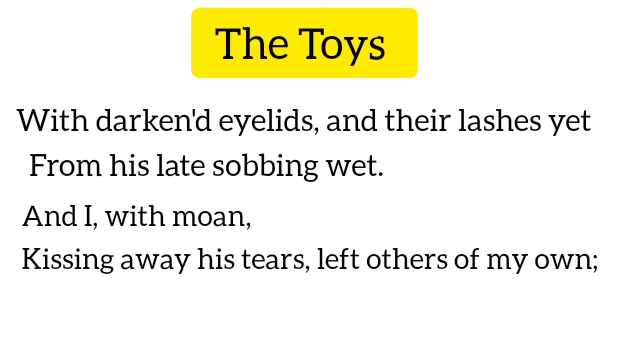 The Toys
With darken'd eyelids, and their lashes yet
From his late sobbing wet.
And I, with moan,
Kissing away his tears, left others of my own;